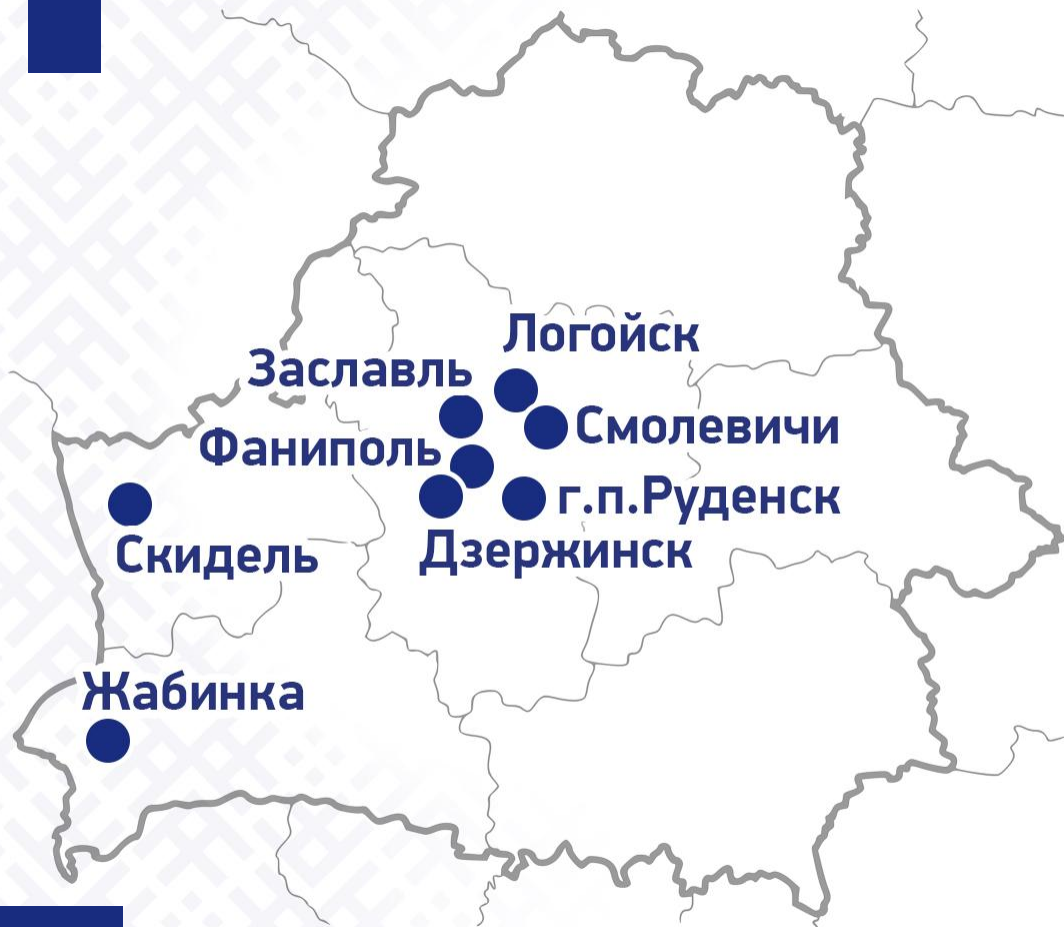 Логойск
Заславль
Смолевичи
Фаниполь
г.п.Руденск
Дзержинск
Скидель
Жабинка